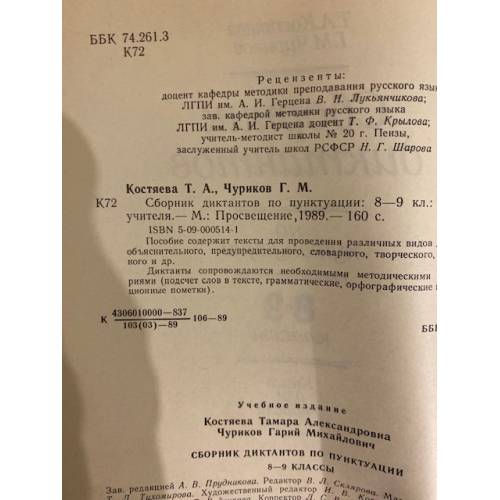 ББК 74.261.3
К72
Рецензенты:
доцент кафедры методики преподавания русского язы
ЛГПИ им. А. И. Герцена В. Н. Лукьянчикова;
зав. кафедрой методики русского языка
ЛГПИ им. А. И. Герцена доцент Т. Ф. Крылова;
учитель-методист школы № 20 г. Пензы,
заслуженный учитель школ РСФСР Н. Г. Шарова
Костяева Т. А., Чуриков Г. М.
К72 Сборник диктантов по пунктуации: 8—9 кл.:
учителя.— М.: Просвещение, 1989.— 160 с.
ISBN 5-09-000514-1
Пособие содержит тексты для проведения различных видов
объяснительного, предупредительного, словарного, творческого,
ного и др.
Диктанты сопровождаются необходимыми методическими
риями (подсчет слов в тексте, грамматические, орфографические
ционные пометки).
К 4306010000—837
103(03)—89 106—89
ББ
Учебное издание
Костяева Тамара Александровна
Чуриков Гарий Михайлович
СБОРНИК ДИКТАНТОВ ПО ПУНКТУАЦИИ
8—9 КЛАССЫ
Зав. редакцией А. В. Прудникова. Редактор В. Л. Склярова.
Т. Л. Тихомирова. Художественный редактор И. В.